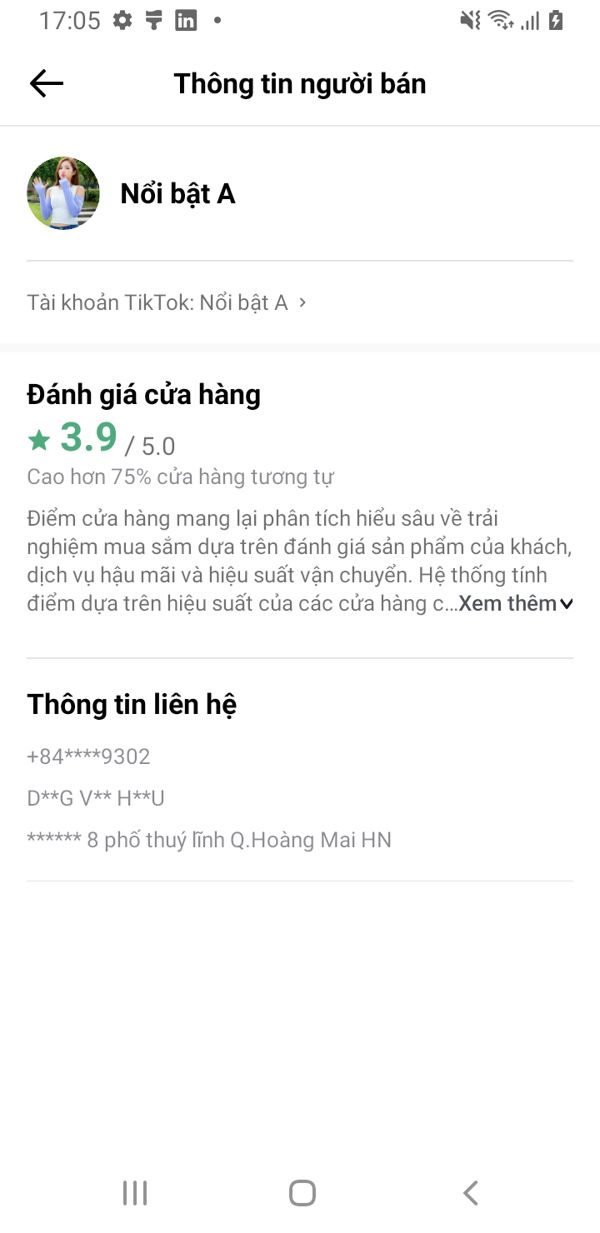 17:05
Thông tin người bán
Nổi bật A
Tài khoản TikTok: Nổi bật A
Đánh giá cửa hàng
3.9 / 5.0
Cao hơn 75% cửa hàng tương tự
Điểm cửa hàng mang lại phân tích hiểu sâu về trải
nghiệm mua sắm dựa trên đánh giá sản phẩm của khách,
dịch vụ hậu mãi và hiệu suất vận chuyển. Hệ thống tính
điểm dựa trên hiệu suất của các cửa hàng c...Xem thêm
Thông tin liên hệ
+84****9302
D**G V** H**U
****** 8 phố thuý lĩnh Q.Hoàng Mai HN